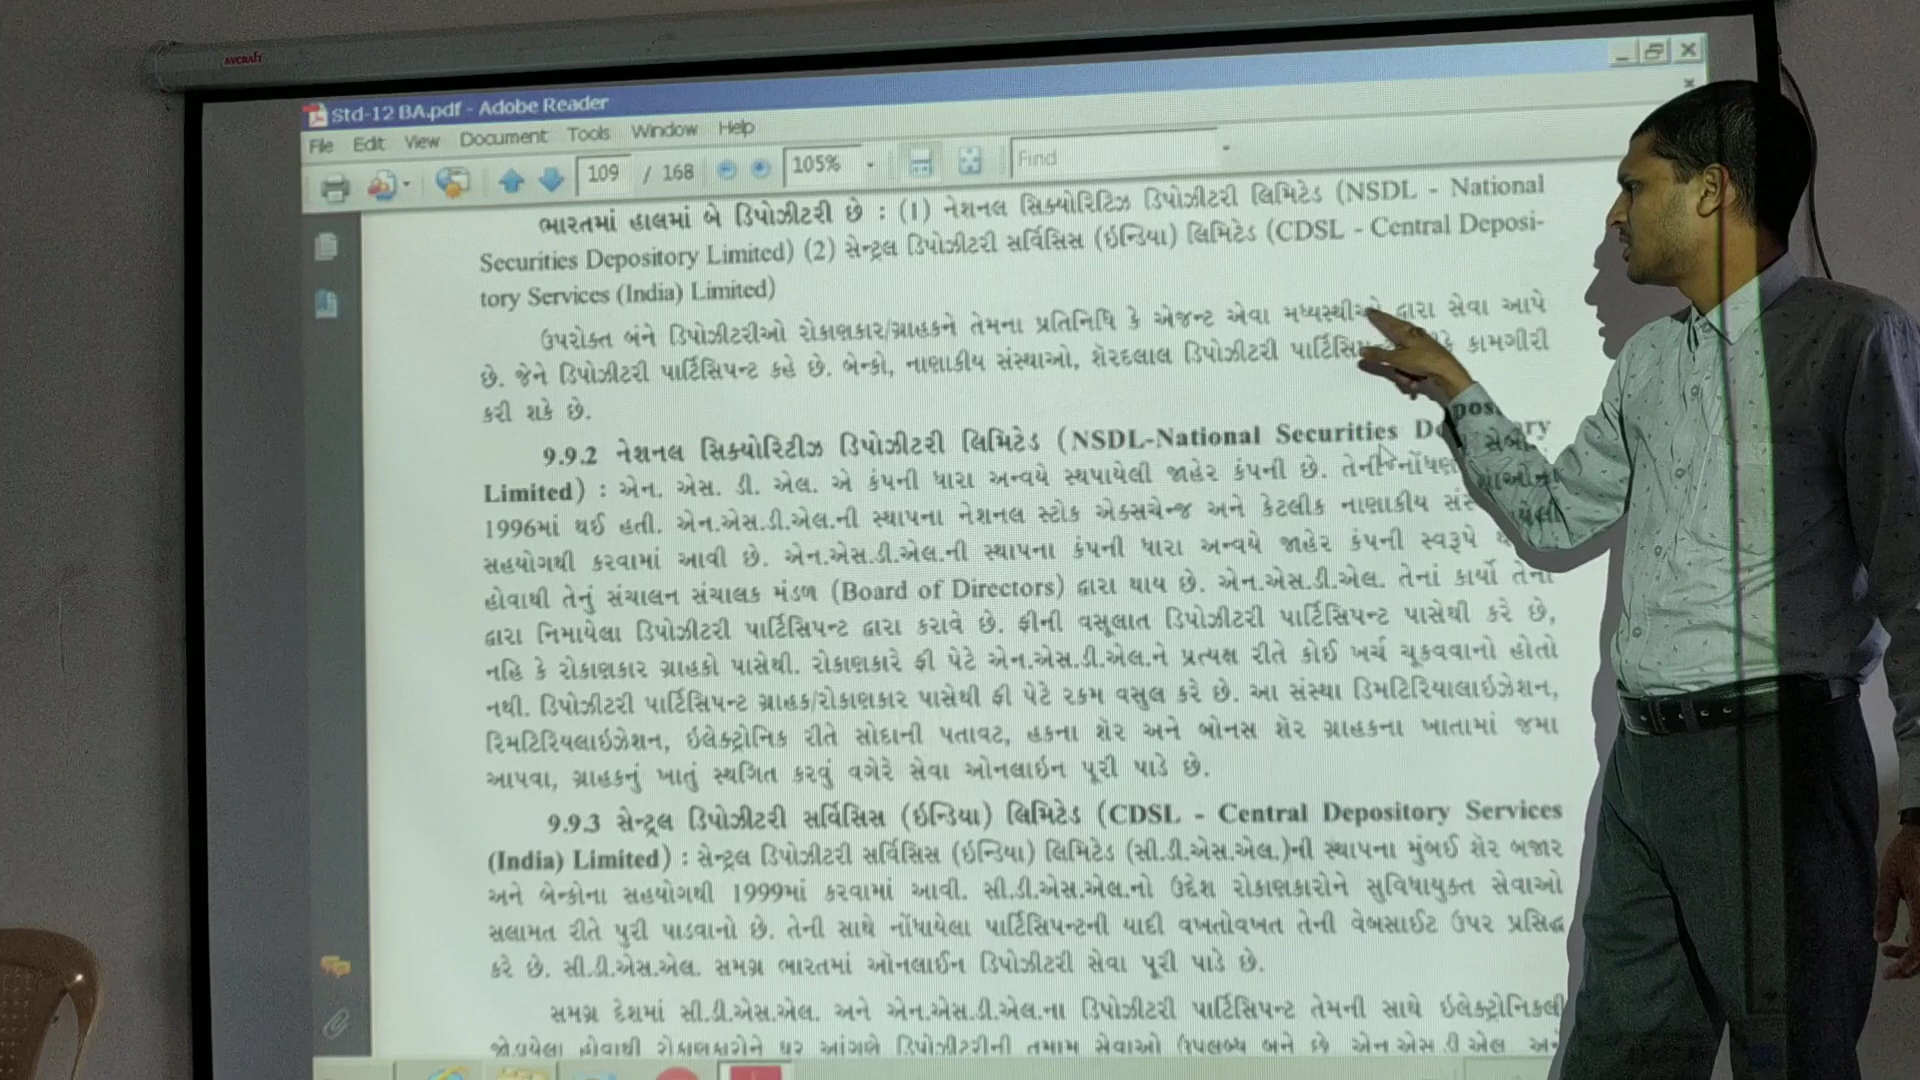 AVCRAFT
Std-12 BA.pdf - Adobe Reader
File Edit View Document Tools Window Help
109 / 168 105% Find
ભારતમાં હાલમાં બે ડિપોઝીટરી છે : (1) નેશનલ સિક્યોરિટિઝ ડિપોઝીટરી લિમિટેડ (NSDL - National
Securities Depository Limited) (2) સેન્ટ્રલ ડિપોઝીટરી સર્વિસિસ (ઇન્ડિયા) લિમિટેડ (CDSL - Central Deposi-
tory Services (India) Limited)
ઉપરોક્ત બંને ડિપોઝીટરીઓ રોકાણકાર/ગ્રાહકને તેમના પ્રતિનિધિ કે એજન્ટ એવા દ્વારા સેવા આપે
છે. જેને ડિપોઝીટરી પાર્ટિસિપન્ટ કહે છે. બેન્કો, નાણાકીય સંસ્થાઓ, શૅરદલાલ ડિપોઝીટરી કામગીરી
કરી શકે છે.
9.9.2 નેશનલ સિક્યોરિટીઝ ડિપોઝીટરી લિમિટેડ (NSDL-National Securities
Limited) : એન. એસ. ડી. એલ. એ કંપની ધારા અન્વયે સ્થપાયેલી જાહેર કંપની છે. તેની નોંધણી
1996માં થઈ હતી. એન.એસ.ડી.એલ.ની સ્થાપના નેશનલ સ્ટોક એક્સચેન્જ અને કેટલીક નાણાકીય
સહયોગથી કરવામાં આવી છે. એન.એસ.ડી.એલ.ની સ્થાપના કંપની ધારા અન્વયે જાહેર કંપની સ્વરૂપે
હોવાથી તેનું સંચાલન સંચાલક મંડળ (Board of Directors) દ્વારા થાય છે. એન.એસ.ડી.એલ. તેનાં કાર્યો તેના
દ્વારા નિમાયેલા ડિપોઝીટરી પાર્ટિસિપન્ટ દ્વારા કરાવે છે. ફીની વસૂલાત ડિપોઝીટરી પાર્ટિસિપન્ટ પાસેથી કરે છે,
નહિ કે રોકાણકાર ગ્રાહકો પાસેથી. રોકાણકારે ફી પેટે એન.એસ.ડી.એલ.ને પ્રત્યક્ષ રીતે કોઈ ખર્ચ ચૂકવવાનો હોતો
નથી. ડિપોઝીટરી પાર્ટિસિપન્ટ ગ્રાહક/રોકાણકાર પાસેથી ફી પેટે રકમ વસુલ કરે છે. આ સંસ્થા ડિમટિરિયાલાઇઝેશન,
રિમટિરિયલાઇઝેશન, ઇલેક્ટ્રોનિક રીતે સોદાની પતાવટ, હકના શૅર અને બોનસ શૅર ગ્રાહકના ખાતામાં જમા
આપવા, ગ્રાહકનું ખાતું સ્થગિત કરવું વગેરે સેવા ઓનલાઇન પૂરી પાડે છે.
9.9.3 સેન્ટ્રલ ડિપોઝીટરી સર્વિસિસ (ઇન્ડિયા) લિમિટેડ (CDSL - Central Depository Services
(India) Limited) : સેન્ટ્રલ ડિપોઝીટરી સર્વિસિસ (ઇન્ડિયા) લિમિટેડ (સી.ડી.એસ.એલ.)ની સ્થાપના મુંબઈ શૅર બજાર
અને બેન્કોના સહયોગથી 1999માં કરવામાં આવી. સી.ડી.એસ.એલ.નો ઉદ્દેશ રોકાણકારોને સુવિધાયુક્ત સેવાઓ
સલામત રીતે પુરી પાડવાનો છે. તેની સાથે નોંધાયેલા પાર્ટિસિપન્ટની યાદી વખતોવખત તેની વેબસાઈટ ઉપર પ્રસિદ્ધ
કરે છે. સી.ડી.એસ.એલ. સમગ્ર ભારતમાં ઑનલાઈન ડિપોઝીટરી સેવા પૂરી પાડે છે.
સમગ્ર દેશમાં સી.ડી.એસ.એલ. અને એન.એસ.ડી.એલ.ના ડિપોઝીટરી પાર્ટિસિપન્ટ તેમની સાથે ઇલેક્ટ્રોનિકલી
જોડાયેલા હોવાથી રોકાણકારોને ઘર આંગણે ડિપોઝીટરીની તમામ સેવાઓ ઉપલબ્ધ બને છે